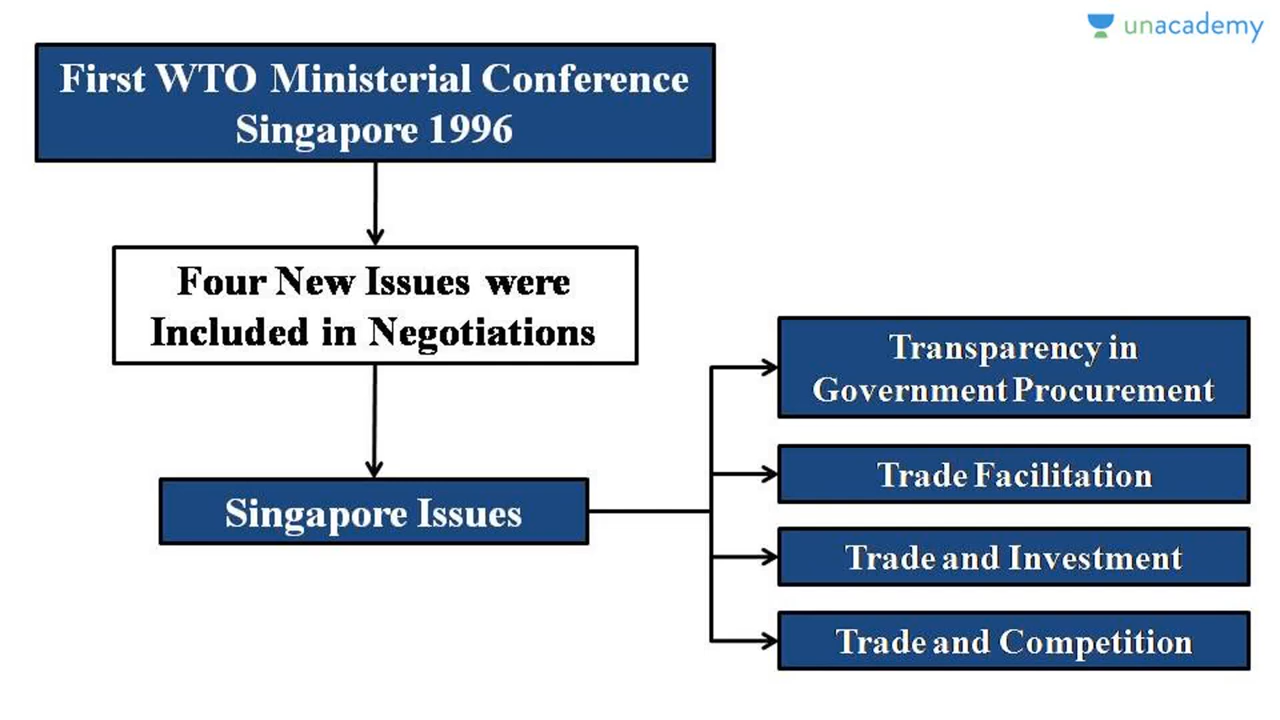 unacademy
First WTO Ministerial Conference
Singapore 1996
Four New Issues were
Included in Negotiations
Singapore Issues
Transparency in
Government Procurement
Trade Facilitation
Trade and Investment
Trade and Competition